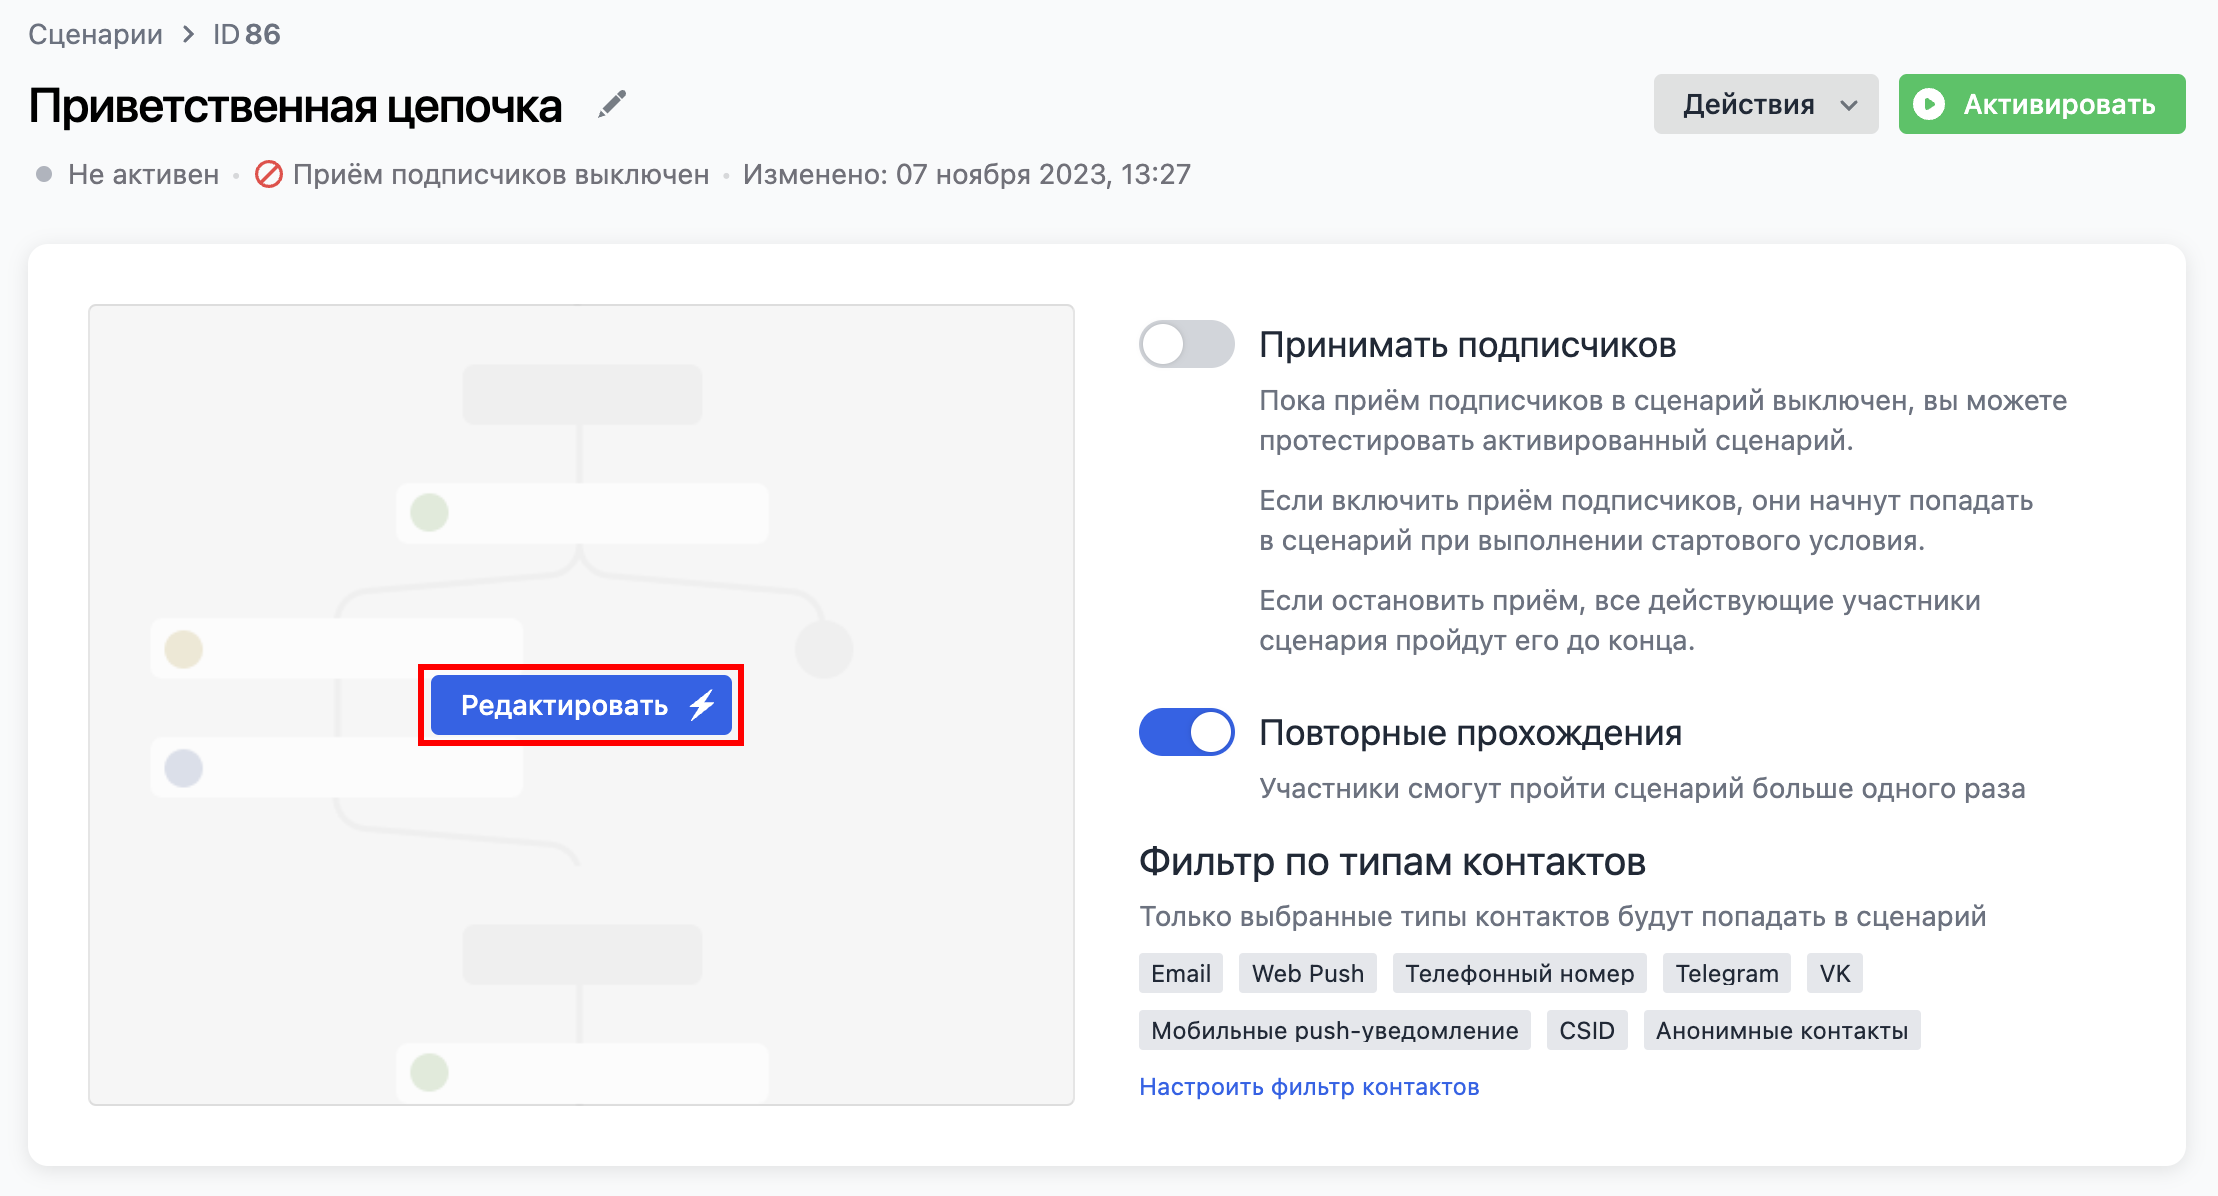 Сценарии > ID 86
Приветственная цепочка
Действия
Активировать
Не активен • Приём подписчиков выключен • Изменено: 07 ноября 2023, 13:27
Редактировать
Принимать подписчиков
Пока приём подписчиков в сценарий выключен, вы можете
протестировать активированный сценарий.
Если включить приём подписчиков, они начнут попадать
в сценарий при выполнении стартового условия.
Если остановить приём, все действующие участники
сценария пройдут его до конца.
Повторные прохождения
Участники смогут пройти сценарий больше одного раза
Фильтр по типам контактов
Только выбранные типы контактов будут попадать в сценарий
Email Web Push Телефонный номер Telegram VK
Мобильные push-уведомление CSID Анонимные контакты
Настроить фильтр контактов